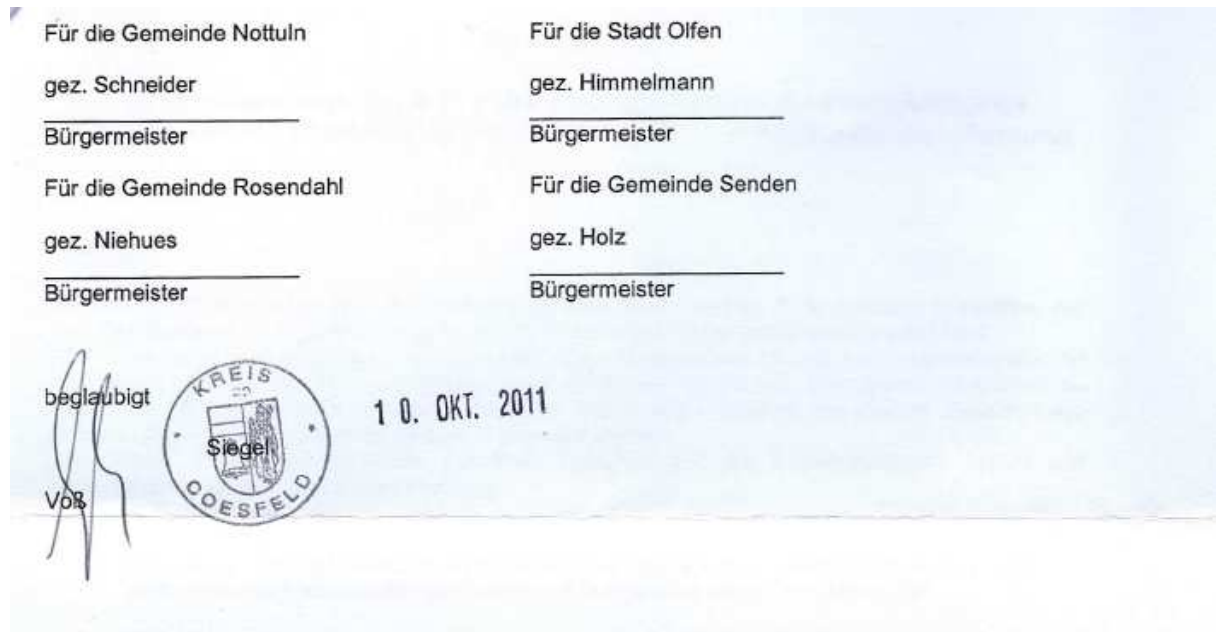 Für die Gemeinde Nottuln
gez. Schneider
Bürgermeister
Für die Stadt Olfen
gez. Himmelmann
Bürgermeister
Für die Gemeinde Rosendahl
gez. Niehues
Bürgermeister
Für die Gemeinde Senden
gez. Holz
Bürgermeister
beglaubigt
KREIS
Siegel
COESFELD
10. OKT. 2011
Voß